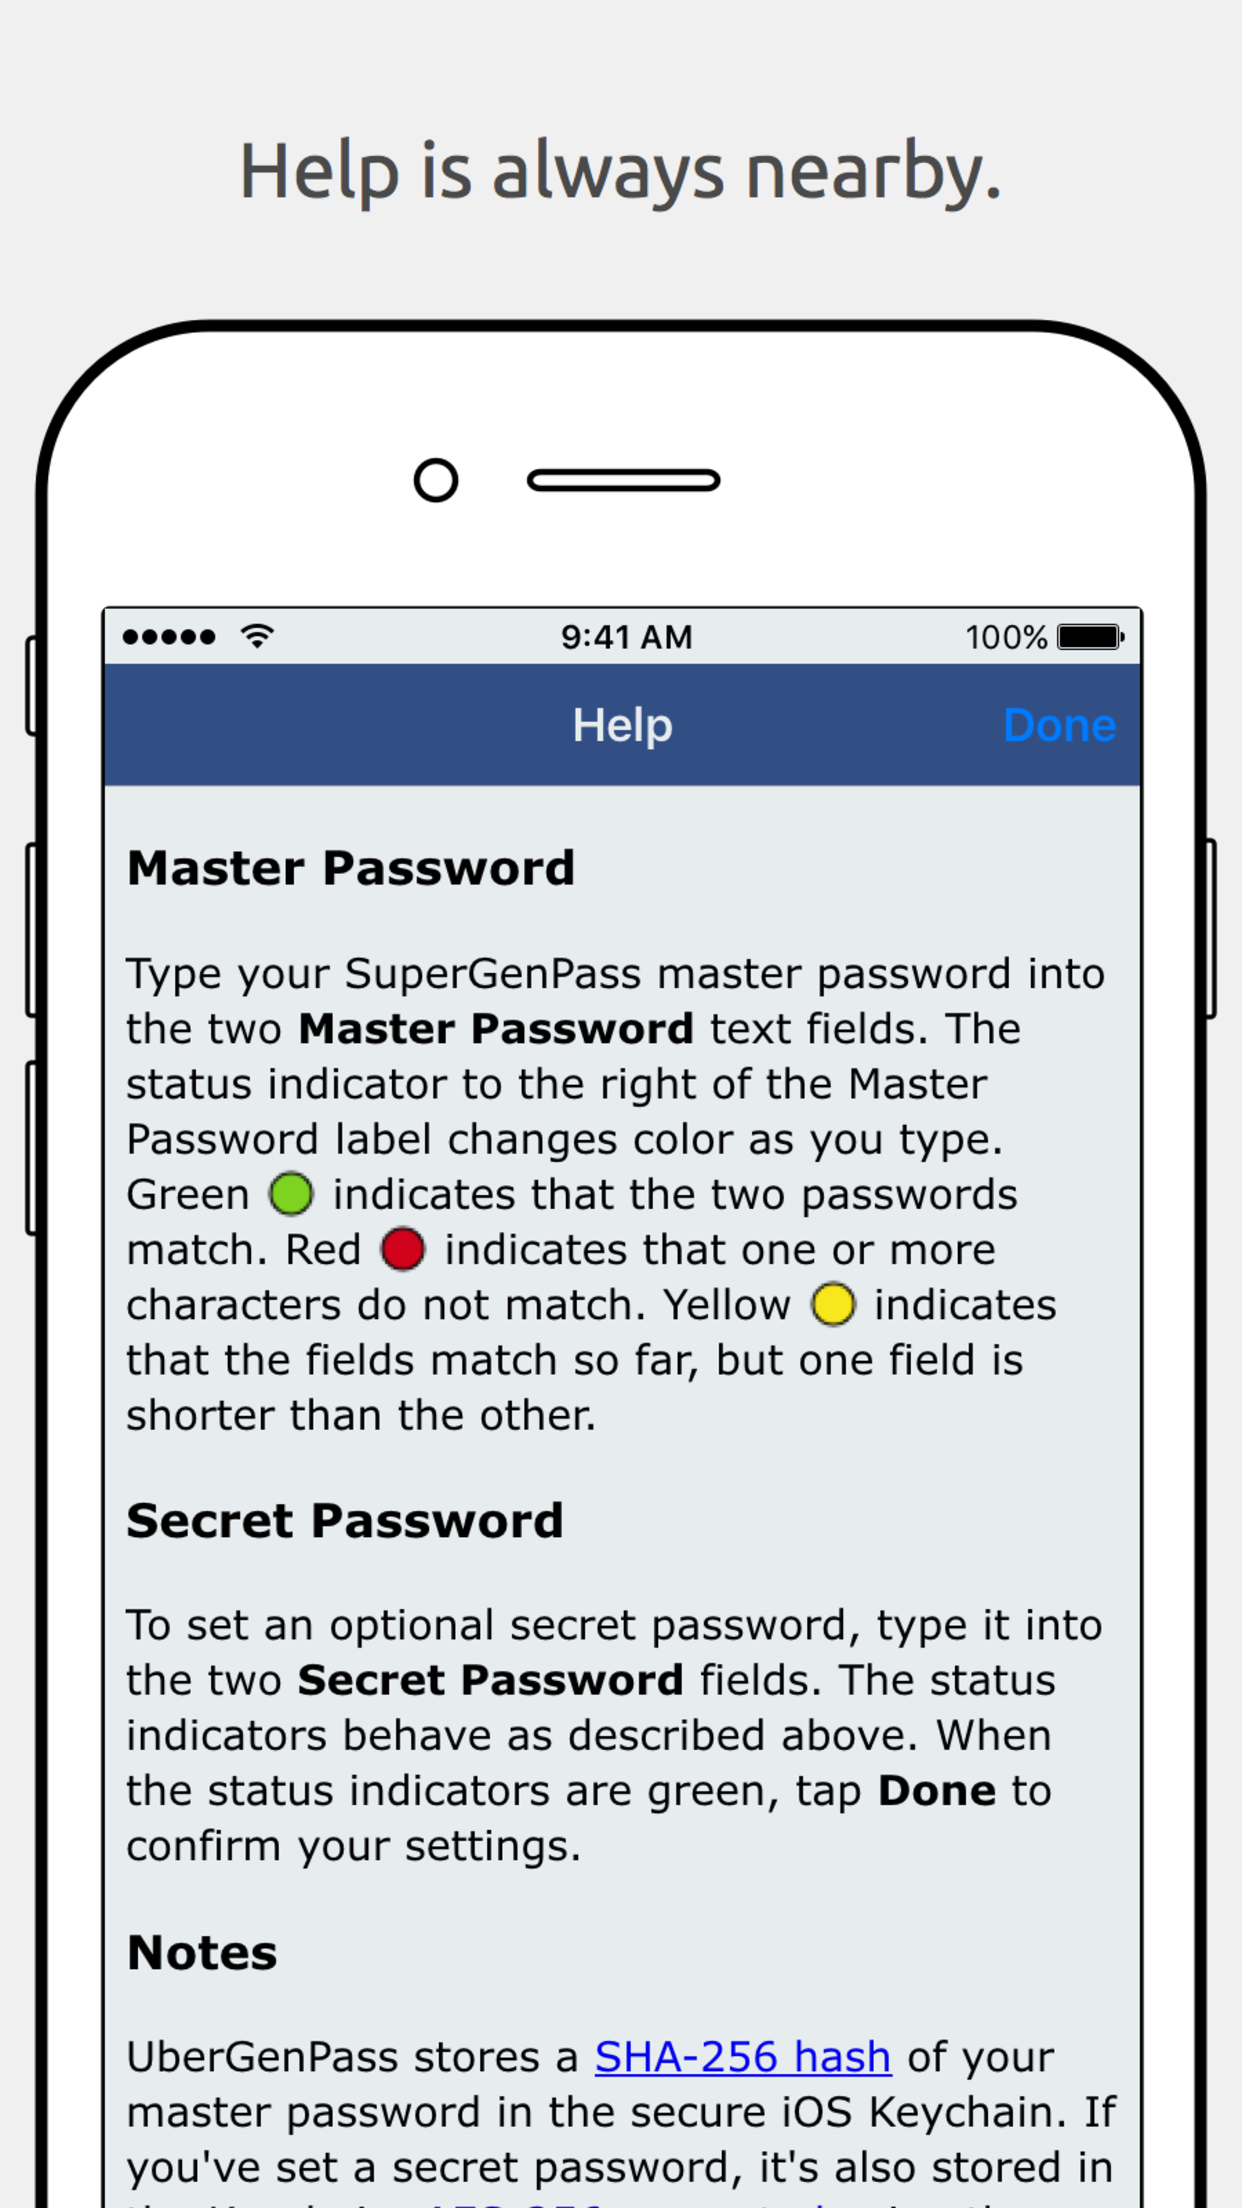 Help is always nearby.
9:41 AM 100%
Help Done
Master Password
Type your SuperGenPass master password into
the two Master Password text fields. The
status indicator to the right of the Master
Password label changes color as you type.
Green indicates that the two passwords
match. Red indicates that one or more
characters do not match. Yellow indicates
that the fields match so far, but one field is
shorter than the other.
Secret Password
To set an optional secret password, type it into
the two Secret Password fields. The status
indicators behave as described above. When
the status indicators are green, tap Done to
confirm your settings.
Notes
UberGenPass stores a SHA-256 hash of your
master password in the secure iOS Keychain. If
you've set a secret password, it's also stored in